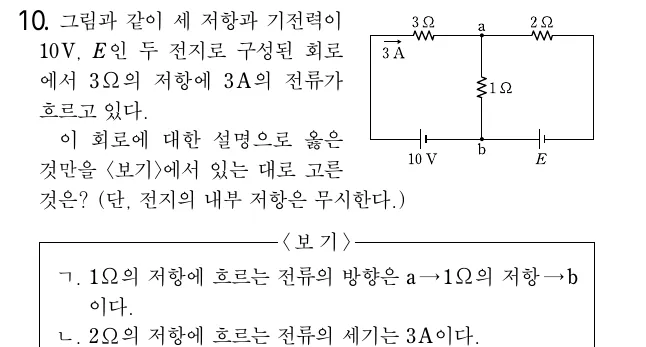 10. 그림과 같이 세 저항과 기전력이
10V, E인 두 전지로 구성된 회로
에서 3Ω의 저항에 3A의 전류가
흐르고 있다.
이 회로에 대한 설명으로 옳은
것만을 〈보기〉에서 있는 대로 고른
것은? (단, 전지의 내부 저항은 무시한다.)
3Ω
a
2Ω
3A
1Ω
b
10V
E
〈보기〉
ㄱ. 1Ω의 저항에 흐르는 전류의 방향은 a→1Ω의 저항→b
이다.
ㄴ. 2Ω의 저항에 흐르는 전류의 세기는 3A이다.